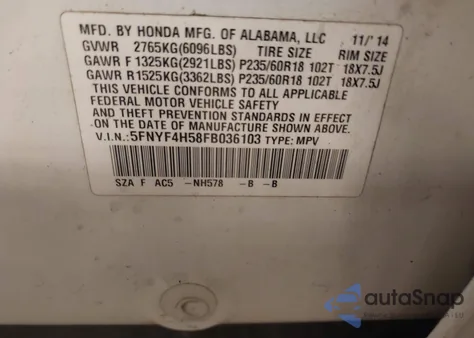 MFD. BY HONDA MFG. OF ALABAMA, LLC 11/'14
GVWR 2765KG(6096LBS) TIRE SIZE RIM SIZE
GAWR F 1325KG(2921LBS) P235/60R18 102T 18X7.5J
GAWR R1525KG(3362LBS) P235/60R18 102T 18X7.5J
THIS VEHICLE CONFORMS TO ALL APPLICABLE
FEDERAL MOTOR VEHICLE SAFETY
AND THEFT PREVENTION STANDARDS IN EFFECT
ON THE DATE OF MANUFACTURE SHOWN ABOVE.
V.I.N.: 5FNYF4H58FB036103 TYPE: MPV
SZA F AC5 -NH578 -B -B
autoSnap